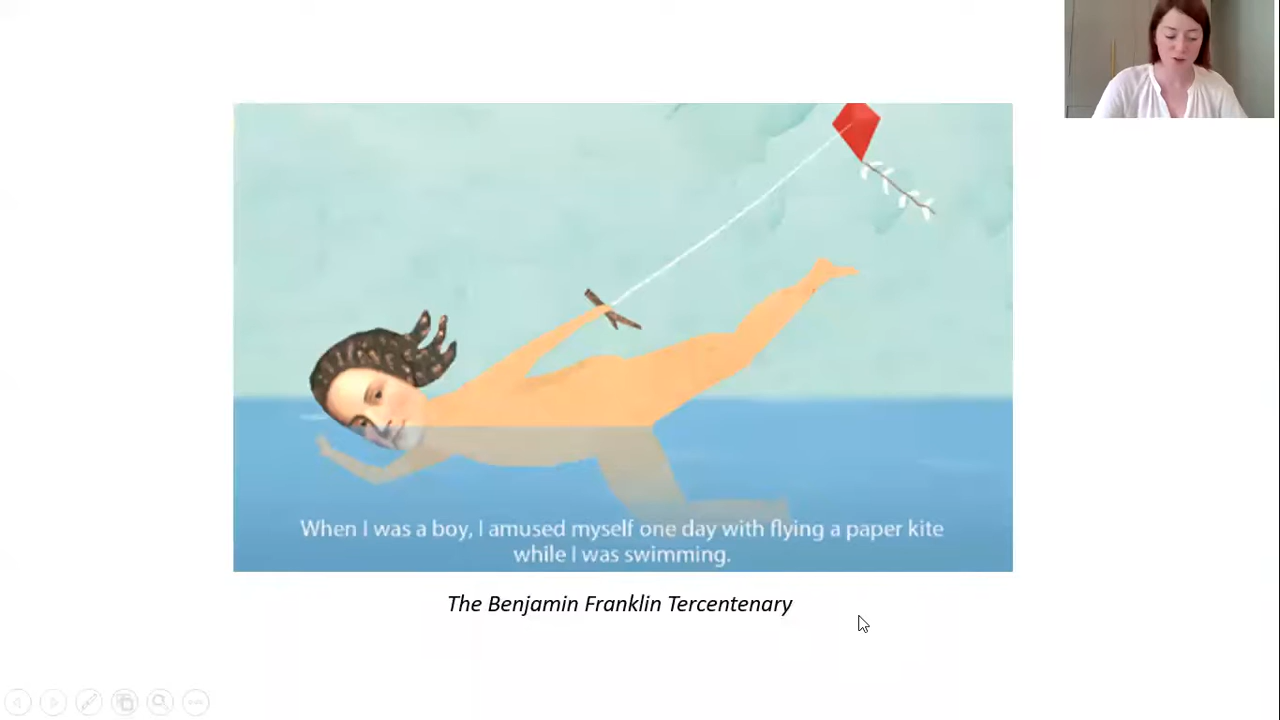 When I was a boy, I amused myself one day with flying a paper kite
while I was swimming.
The Benjamin Franklin Tercentenary